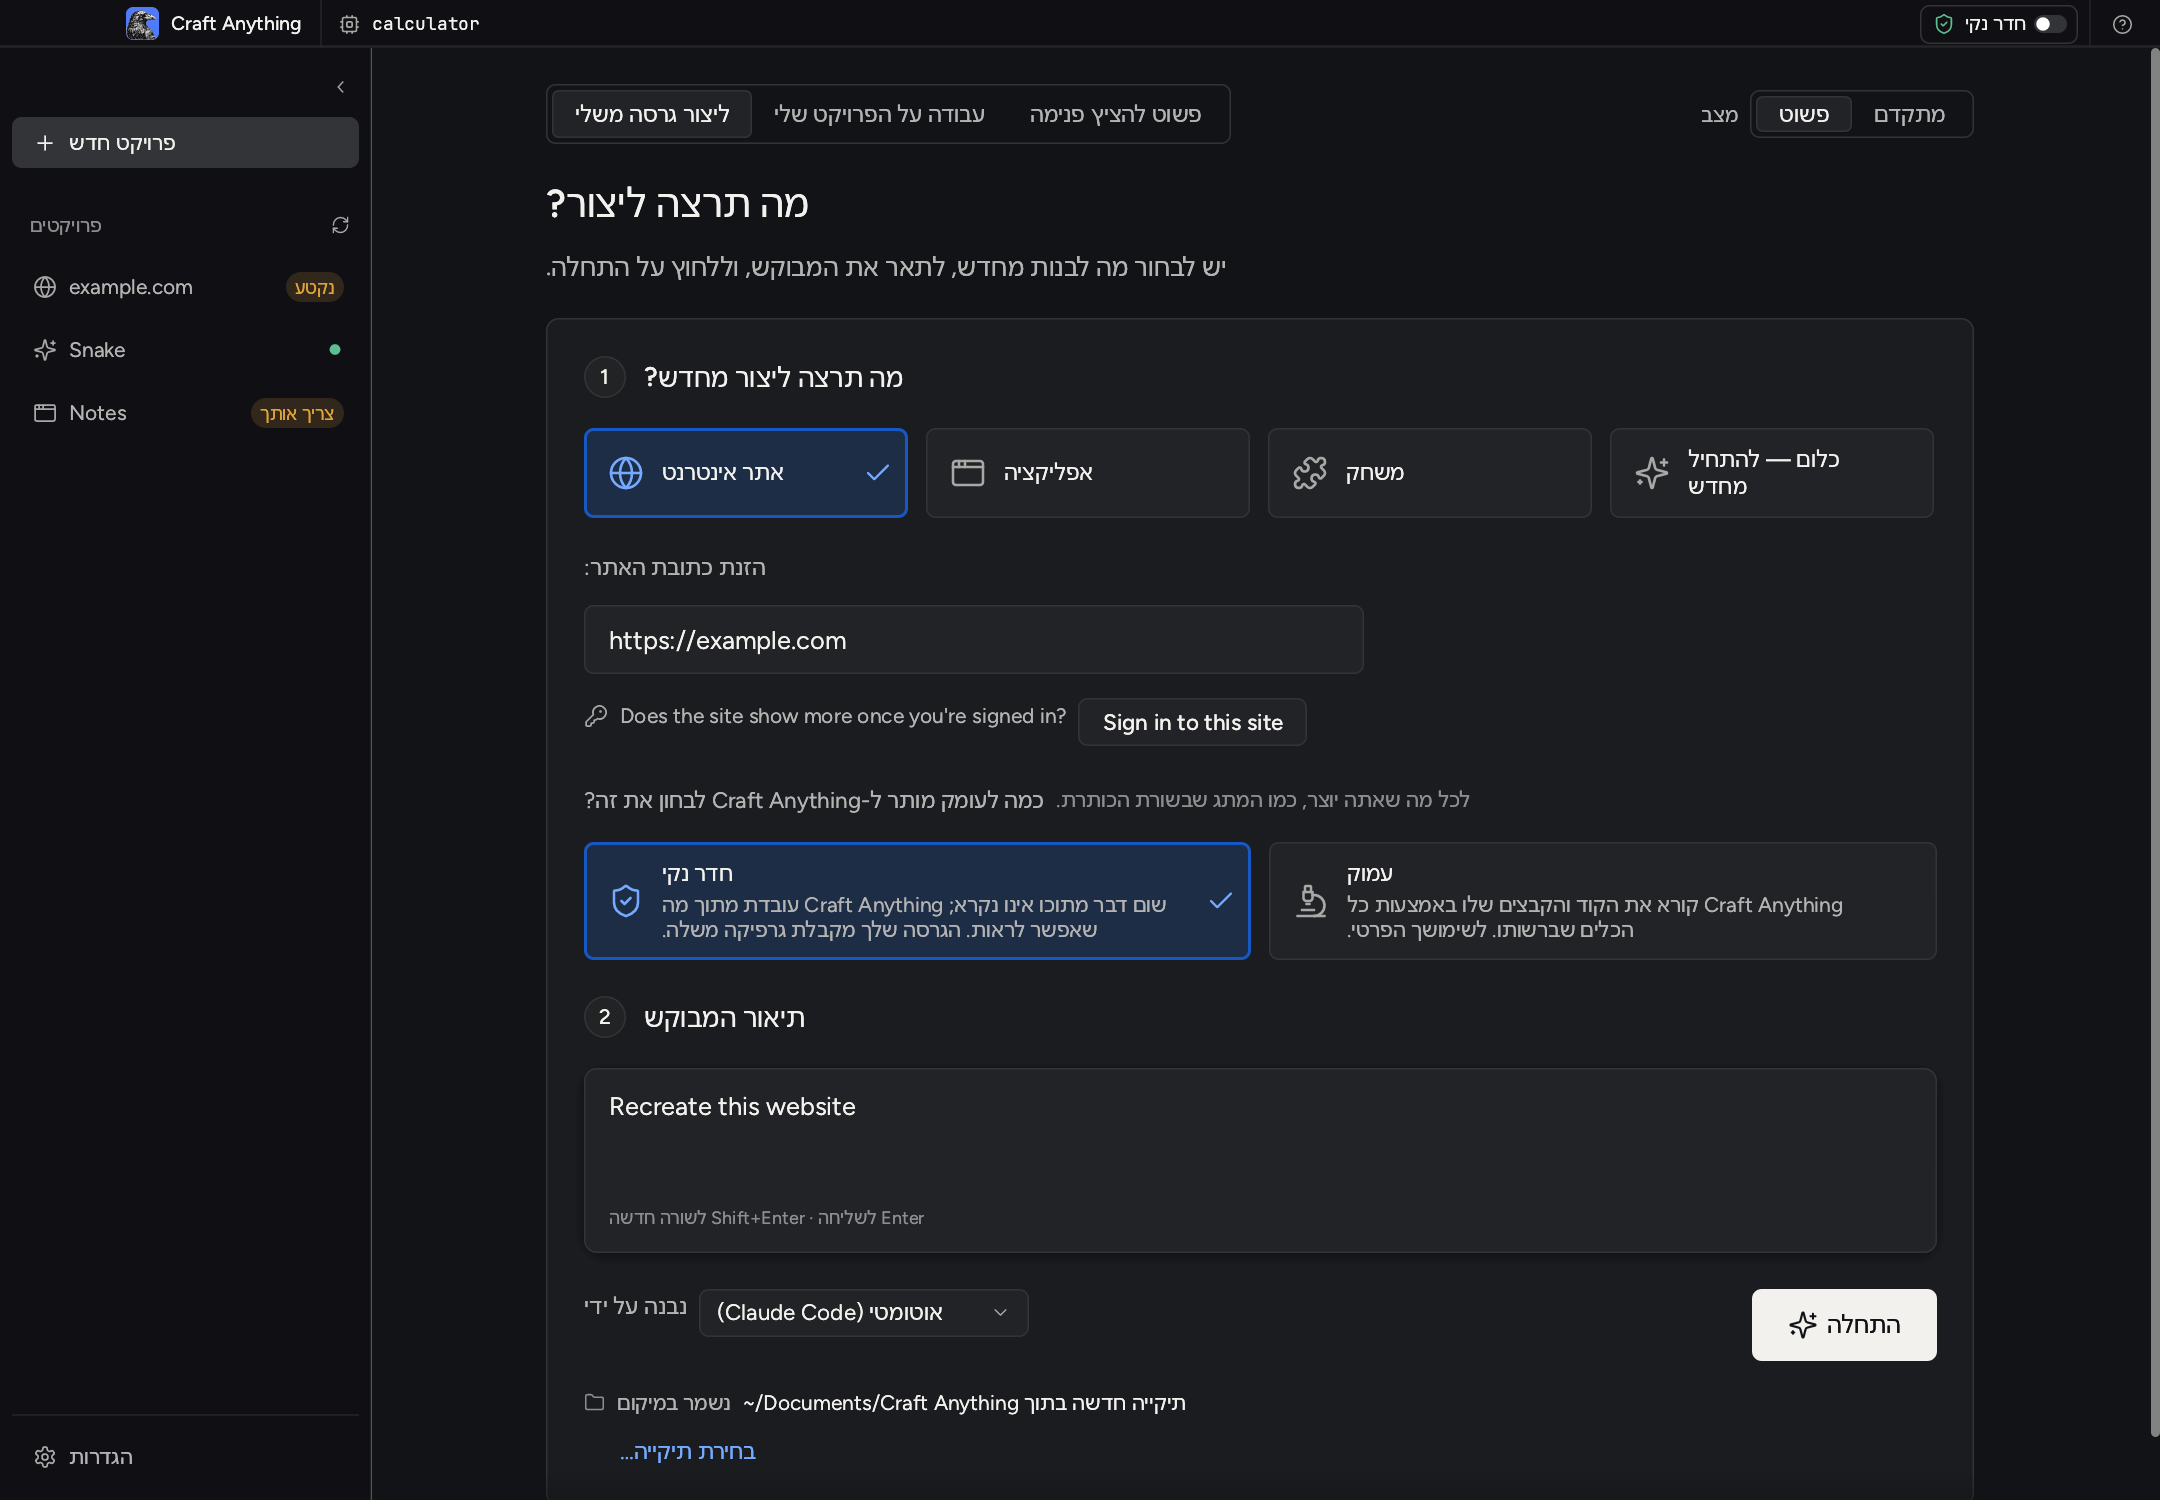 Craft Anything
calculator
חדר נקי
פרויקט חדש
פרויקטים
example.com
נקטע
Snake
Notes
צריך אותך
הגדרות
ליצור גרסה משלי
עבודה על הפרויקט שלי
פשוט להציץ פנימה
מצב
פשוט
מתקדם
מה תרצה ליצור?
יש לבחור מה לבנות מחדש, לתאר את המבוקש, וללחוץ על התחלה.
1
מה תרצה ליצור מחדש?
אתר אינטרנט
אפליקציה
משחק
כלום — להתחיל
מחדש
הזנת כתובת האתר:
https://example.com
Does the site show more once you're signed in?
Sign in to this site
כמה לעומק מותר ל-Craft Anything לבחון את זה?
לכל מה שאתה יוצר, כמו המתג שבשורת הכותרת.
חדר נקי
שום דבר מתוכו אינו נקרא; Craft Anything עובדת מתוך מה
שאפשר לראות. הגרסה שלך מקבלת גרפיקה משלה.
עמוק
Craft Anything קורא את הקוד והקבצים שלו באמצעות כל
הכלים שברשותו. לשימושך הפרטי.
2
תיאור המבוקש
Recreate this website
Enter לשליחה · Shift+Enter לשורה חדשה
נבנה על ידי
אוטומטי (Claude Code)
התחלה
נשמר במיקום
תיקייה חדשה בתוך ~/Documents/Craft Anything
בחירת תיקייה...